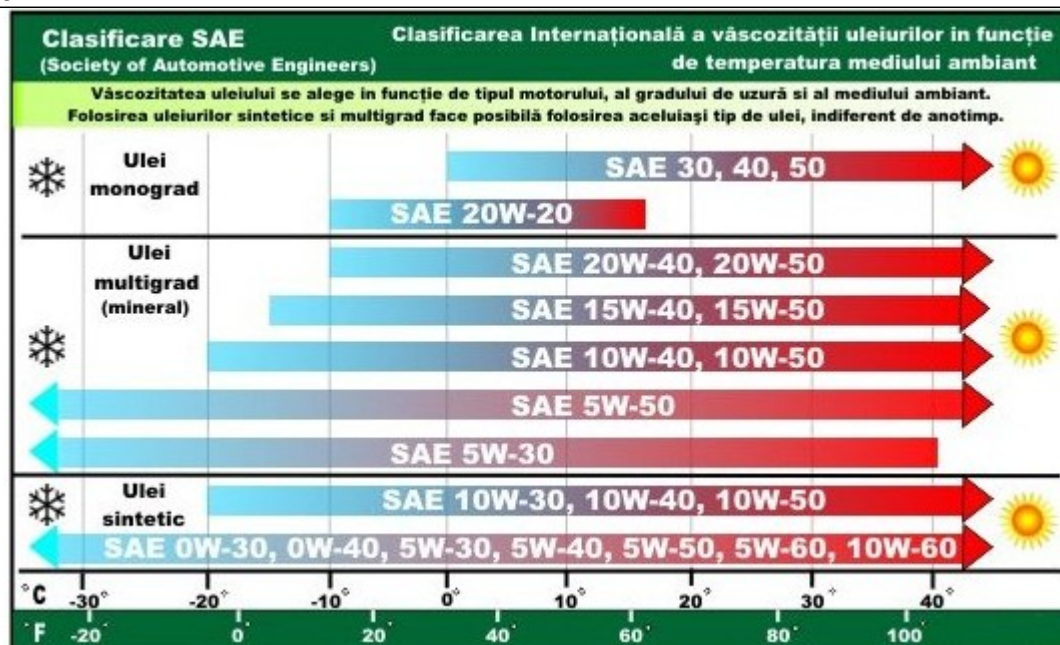 Clasificare SAE
(Society of Automotive Engineers)
Clasificarea Internațională a vâscozității uleiurilor in funcție
de temperatura mediului ambiant
Vâscozitatea uleiului se alege in funcție de tipul motorului, al gradului de uzură si al mediului ambiant.
Folosirea uleiurilor sintetice si multigrad face posibilă folosirea aceluiași tip de ulei, indiferent de anotimp.
Ulei
monograd
SAE 30, 40, 50
SAE 20W-20
Ulei
multigrad
(mineral)
SAE 20W-40, 20W-50
SAE 15W-40, 15W-50
SAE 10W-40, 10W-50
SAE 5W-50
SAE 5W-30
Ulei
sintetic
SAE 10W-30, 10W-40, 10W-50
SAE 0W-30, 0W-40, 5W-30, 5W-40, 5W-50, 5W-60, 10W-60
°C -30° -20° -10° 0° 10° 20° 30° 40°
°F -20° 0° 20° 40° 60° 80° 100°